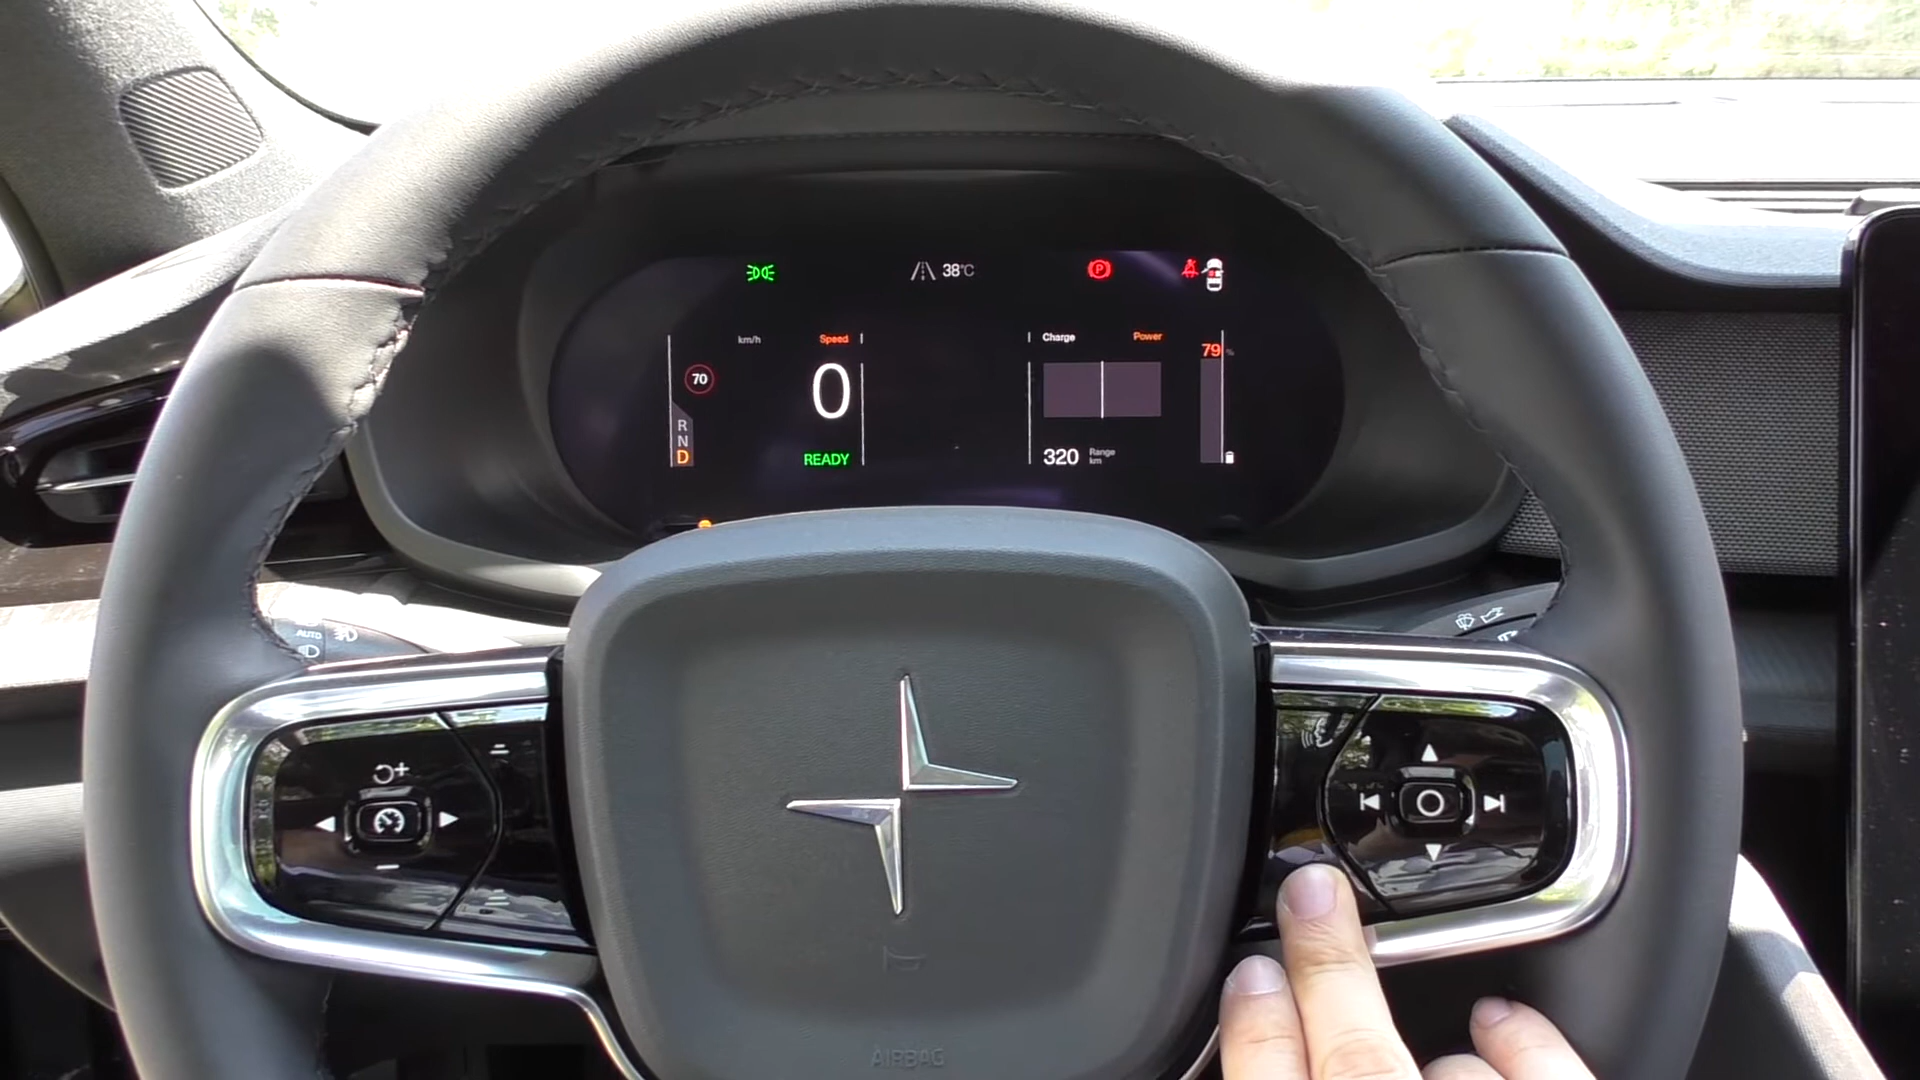 38°C
km/h Speed
Charge Power
79 %
70
0
R
N
D
READY
320 Range
km
AUTO
AIRBAG